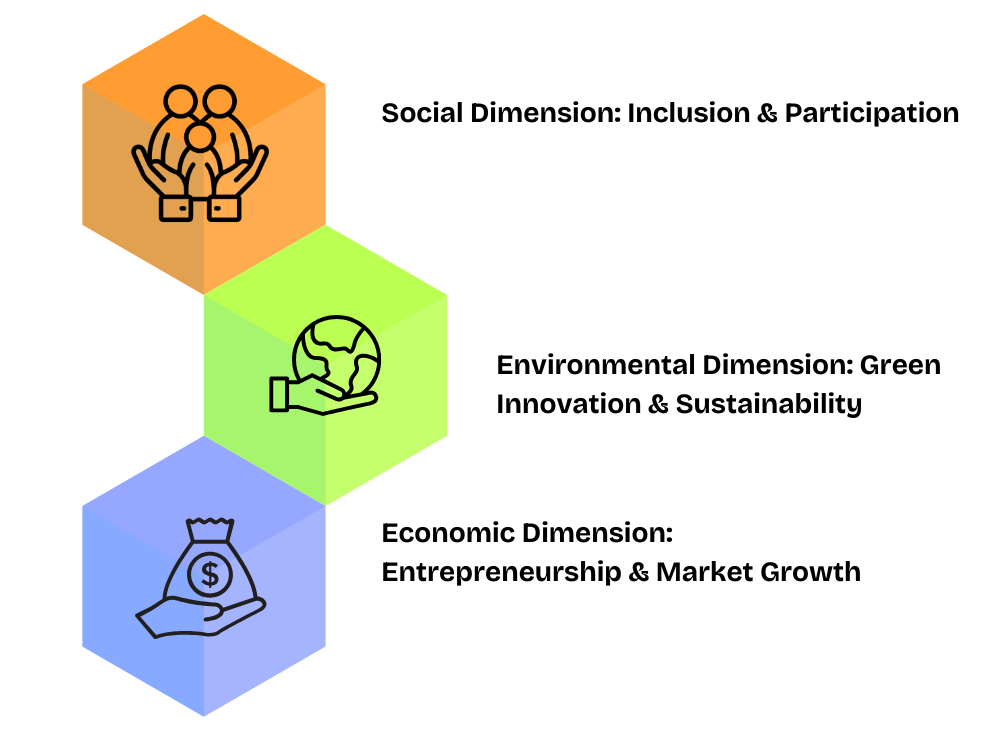 Social Dimension: Inclusion & Participation
Environmental Dimension: Green
Innovation & Sustainability
$
Economic Dimension:
Entrepreneurship & Market Growth